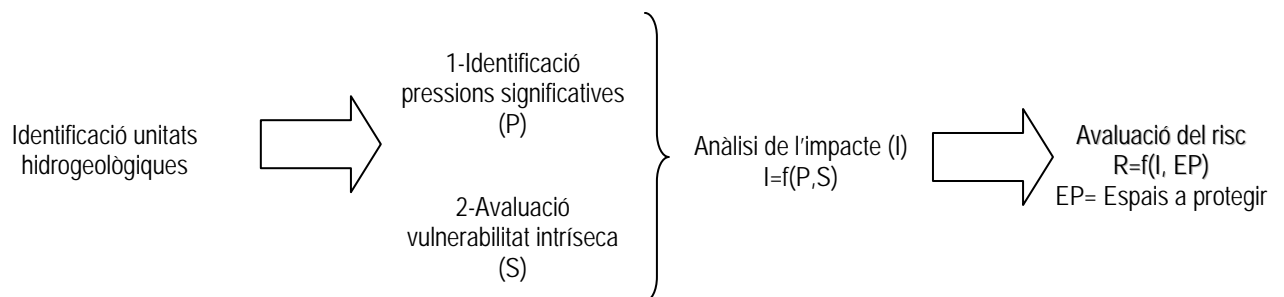 Identificació unitats
hidrogeològiques
1-Identificació
pressions significatives
(P)
2-Avaluació
vulnerabilitat intríseca
(S)
Anàlisi de l'impacte (I)
I=f(P,S)
Avaluació del risc
R=f(I, EP)
EP= Espais a protegir